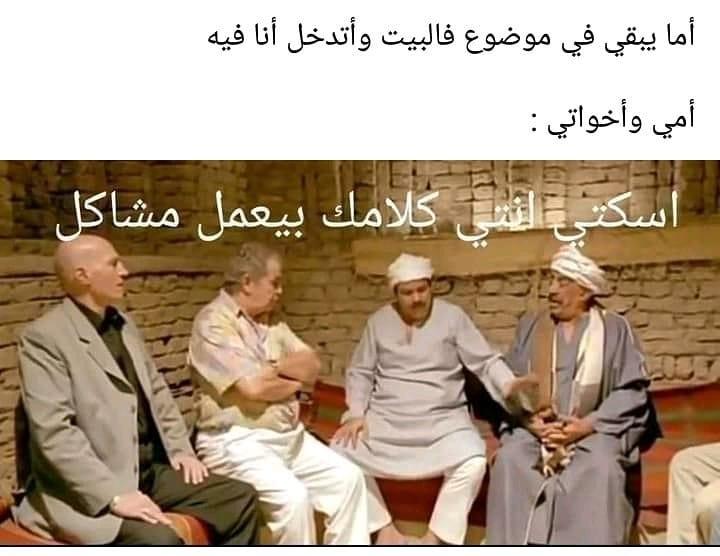 أما يبقي في موضوع فالبيت وأتدخل أنا فيه
أمي وأخواتي :
اسكتي انتي كلامك بيعمل مشاكل